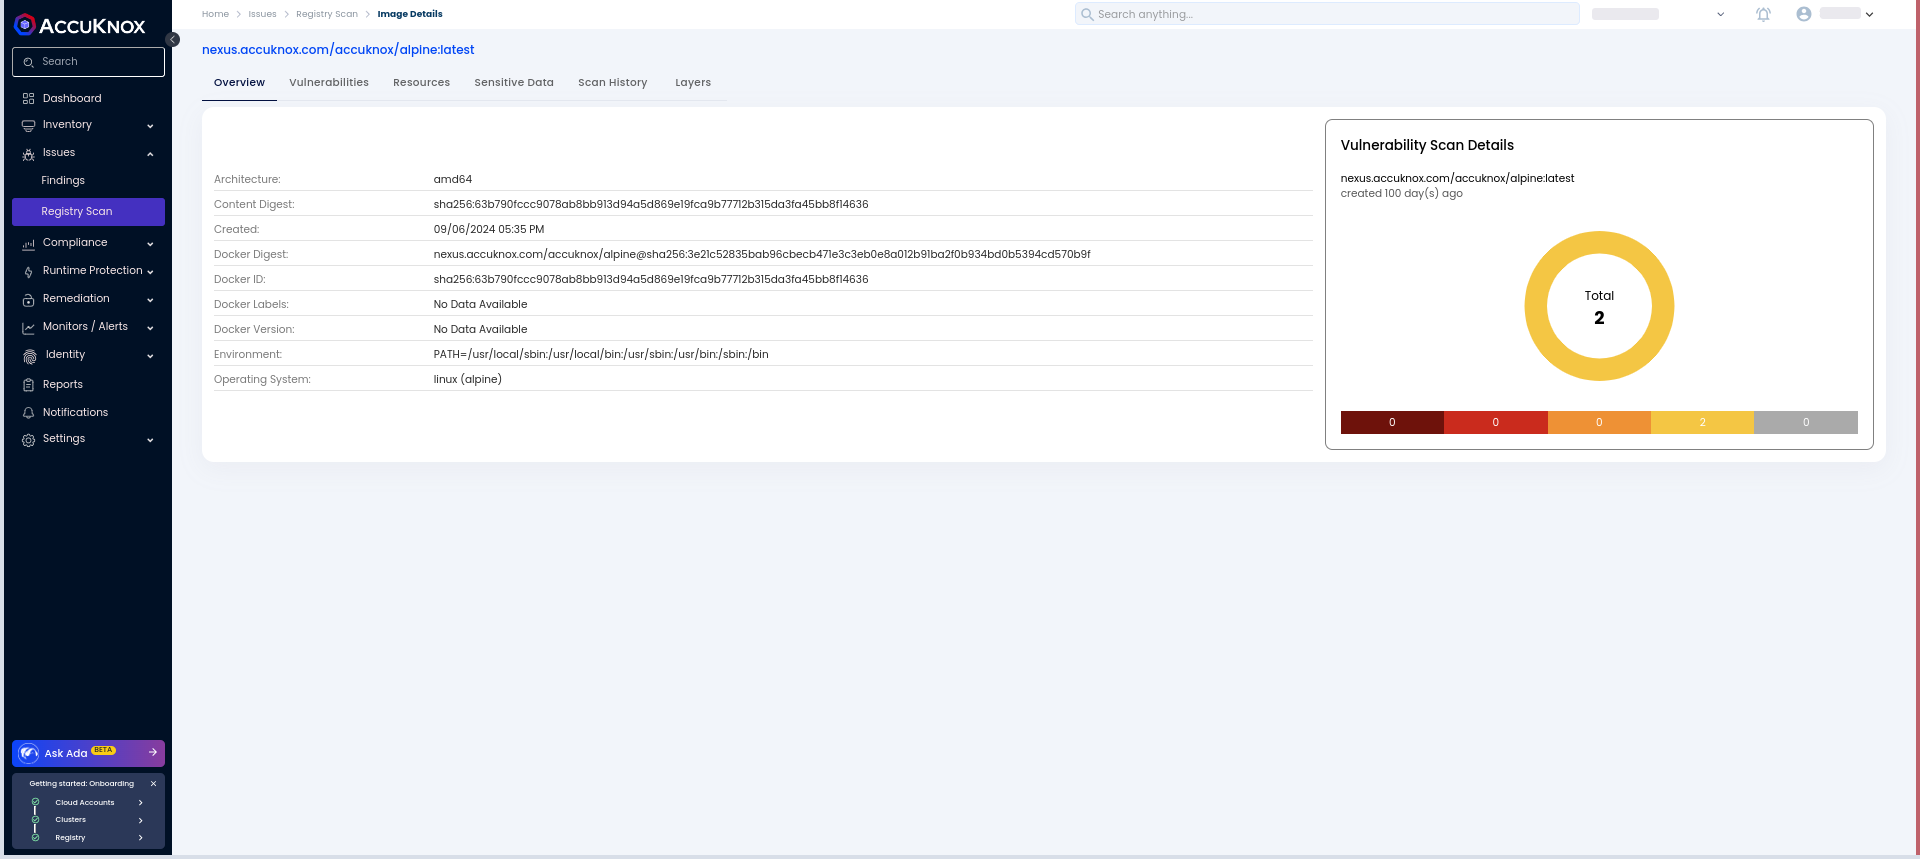 ACCUKNOX
Search
Dashboard
Inventory
Issues
Findings
Registry Scan
Compliance
Runtime Protection
Remediation
Monitors / Alerts
Identity
Reports
Notifications
Settings
Ask Ada BETA
Getting started: Onboarding
Cloud Accounts
Clusters
Registry
Home > Issues > Registry Scan > Image Details
Search anything...
nexus.accuknox.com/accuknox/alpine:latest
Overview Vulnerabilities Resources Sensitive Data Scan History Layers
Architecture: amd64
Content Digest: sha256:63b790fccc9078ab8bb913d94a5d869e19fca9b77712b315da3fa45bb8f14636
Created: 09/06/2024 05:35 PM
Docker Digest: nexus.accuknox.com/accuknox/alpine@sha256:3e21c52835bab96cbecb471e3c3eb0e8a012b91ba2f0b934bd0b5394cd570b9f
Docker ID: sha256:63b790fccc9078ab8bb913d94a5d869e19fca9b77712b315da3fa45bb8f14636
Docker Labels: No Data Available
Docker Version: No Data Available
Environment: PATH=/usr/local/sbin:/usr/local/bin:/usr/sbin:/usr/bin:/sbin:/bin
Operating System: linux (alpine)
Vulnerability Scan Details
nexus.accuknox.com/accuknox/alpine:latest
created 100 day(s) ago
Total
2
0 0 0 2 0